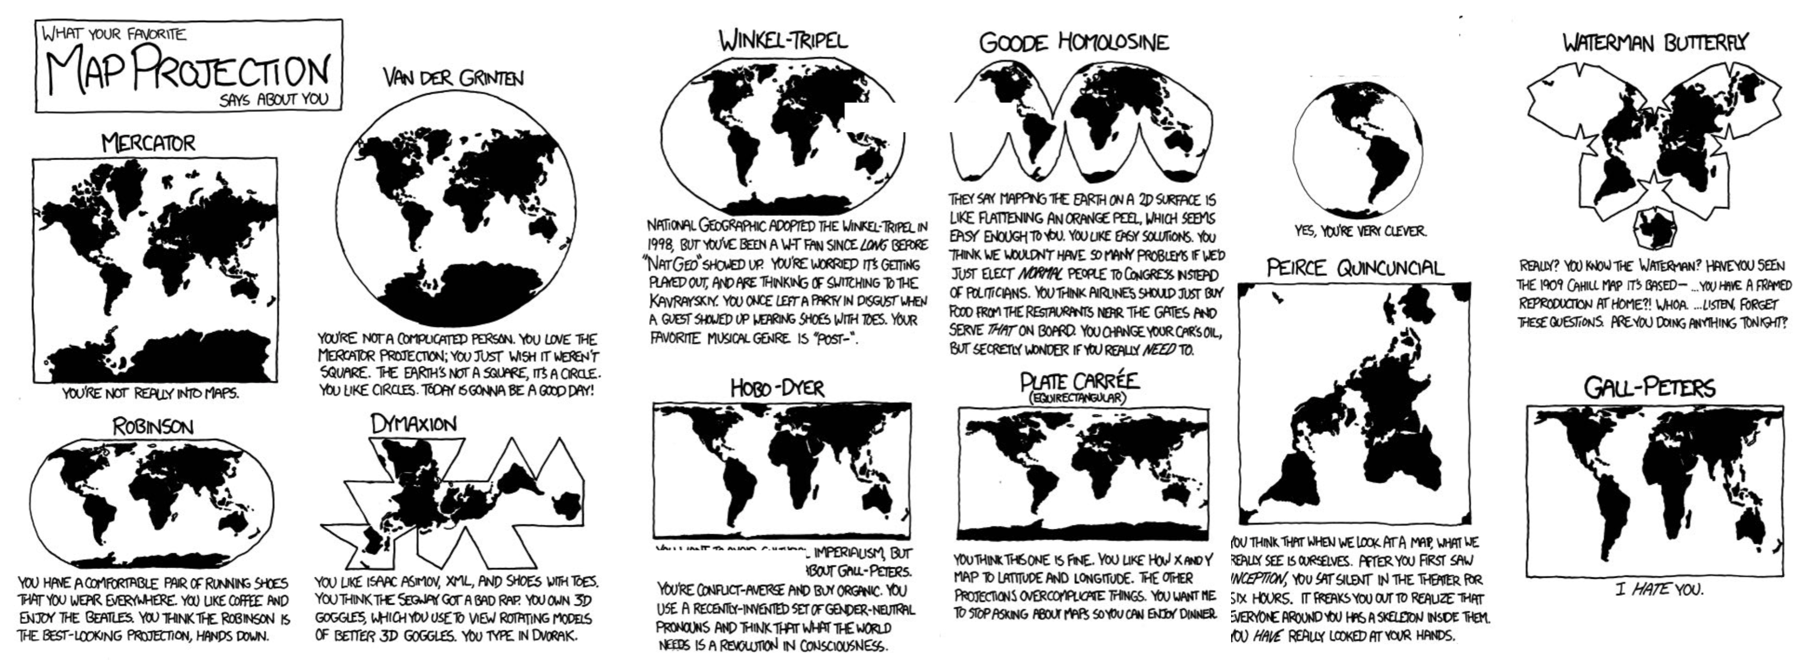 WHAT YOUR FAVORITE
MAP PROJECTION
SAYS ABOUT YOU
MERCATOR
YOU'RE NOT REALLY INTO MAPS.
VAN DER GRINTEN
YOU'RE NOT A COMPLICATED PERSON. YOU LOVE THE
MERCATOR PROJECTION; YOU JUST WISH IT WEREN'T
SQUARE. THE EARTH'S NOT A SQUARE, IT'S A CIRCLE.
YOU LIKE CIRCLES. TODAY IS GONNA BE A GOOD DAY!
ROBINSON
YOU HAVE A COMFORTABLE PAIR OF RUNNING SHOES
THAT YOU WEAR EVERYWHERE. YOU LIKE COFFEE AND
ENJOY THE BEATLES. YOU THINK THE ROBINSON IS
THE BEST-LOOKING PROJECTION, HANDS DOWN.
DYMAXION
YOU LIKE ISAAC ASIMOV, XML, AND SHOES WITH TOES.
YOU THINK THE SEGWAY GOT A BAD RAP. YOU OWN 3D
GOGGLES, WHICH YOU USE TO VIEW ROTATING MODELS
OF BETTER 3D GOGGLES. YOU TYPE IN DVORAK.
WINKEL-TRIPEL
NATIONAL GEOGRAPHIC ADOPTED THE WINKEL-TRIPEL IN
1998, BUT YOU'VE BEEN A W-T FAN SINCE LONG BEFORE
"NAT GEO" SHOWED UP. YOU'RE WORRIED IT'S GETTING
PLAYED OUT, AND ARE THINKING OF SWITCHING TO THE
KAVRAYSKIY. YOU ONCE LEFT A PARTY IN DISGUST WHEN
A GUEST SHOWED UP WEARING SHOES WITH TOES. YOUR
FAVORITE MUSICAL GENRE IS "POST-".
GOODE HOMOLOSINE
THEY SAY MAPPING THE EARTH ON A 2D SURFACE IS
LIKE FLATTENING AN ORANGE PEEL, WHICH SEEMS
EASY ENOUGH TO YOU. YOU LIKE EASY SOLUTIONS. YOU
THINK WE WOULDN'T HAVE SO MANY PROBLEMS IF WE'D
JUST ELECT NORMAL PEOPLE TO CONGRESS INSTEAD
OF POLITICIANS. YOU THINK AIRLINES SHOULD JUST BUY
FOOD FROM THE RESTAURANTS NEAR THE GATES AND
SERVE THAT ON BOARD. YOU CHANGE YOUR CAR'S OIL,
BUT SECRETLY WONDER IF YOU REALLY NEED TO.
HOBO-DYER
IMPERIALISM, BUT
BOUT GALL-PETERS.
YOU'RE CONFLICT-AVERSE AND BUY ORGANIC. YOU
USE A RECENTLY-INVENTED SET OF GENDER-NEUTRAL
PRONOUNS AND THINK THAT WHAT THE WORLD
NEEDS IS A REVOLUTION IN CONSCIOUSNESS.
PLATE CARRÉE
(EQUIRECTANGULAR)
YOU THINK THIS ONE IS FINE. YOU LIKE HOW X AND Y
MAP TO LATITUDE AND LONGITUDE. THE OTHER
PROJECTIONS OVERCOMPLICATE THINGS. YOU WANT ME
TO STOP ASKING ABOUT MAPS SO YOU CAN ENJOY DINNER.
YES, YOU'RE VERY CLEVER.
PEIRCE QUINCUNCIAL
YOU THINK THAT WHEN WE LOOK AT A MAP, WHAT WE
REALLY SEE IS OURSELVES. AFTER YOU FIRST SAW
INCEPTION, YOU SAT SILENT IN THE THEATER FOR
SIX HOURS. IT FREAKS YOU OUT TO REALIZE THAT
EVERYONE AROUND YOU HAS A SKELETON INSIDE THEM.
YOU HAVE REALLY LOOKED AT YOUR HANDS.
WATERMAN BUTTERFLY
REALLY? YOU KNOW THE WATERMAN? HAVE YOU SEEN
THE 1909 CAHILL MAP IT'S BASED— ...YOU HAVE A FRAMED
REPRODUCTION AT HOME?! WHOA. ...LISTEN, FORGET
THESE QUESTIONS. ARE YOU DOING ANYTHING TONIGHT?
GALL-PETERS
I HATE YOU.